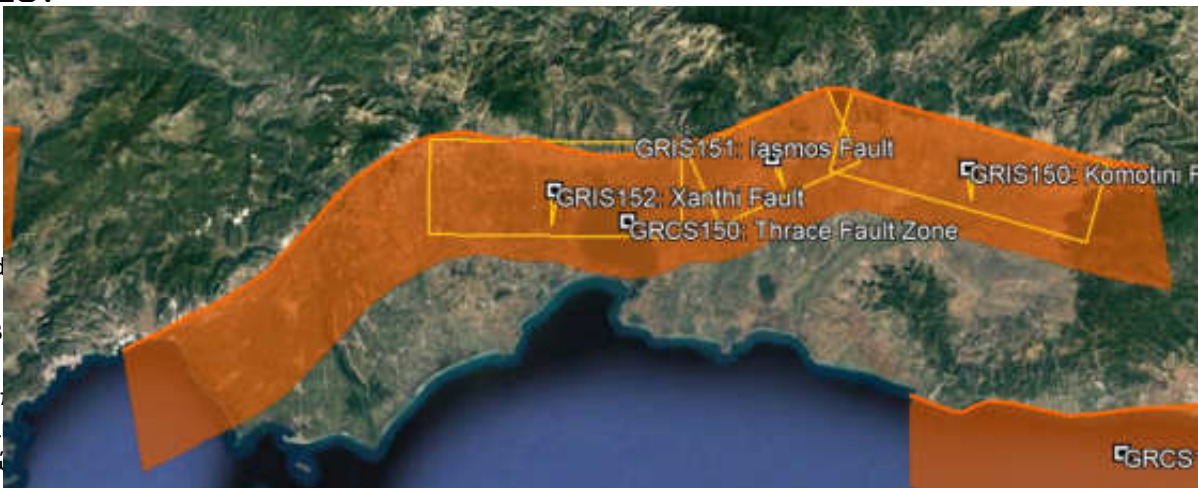 GRIS151: Iasmos Fault
GRIS150: Komotini F
GRIS152: Xanthi Fault
GRCS150: Thrace Fault Zone
GRCS1